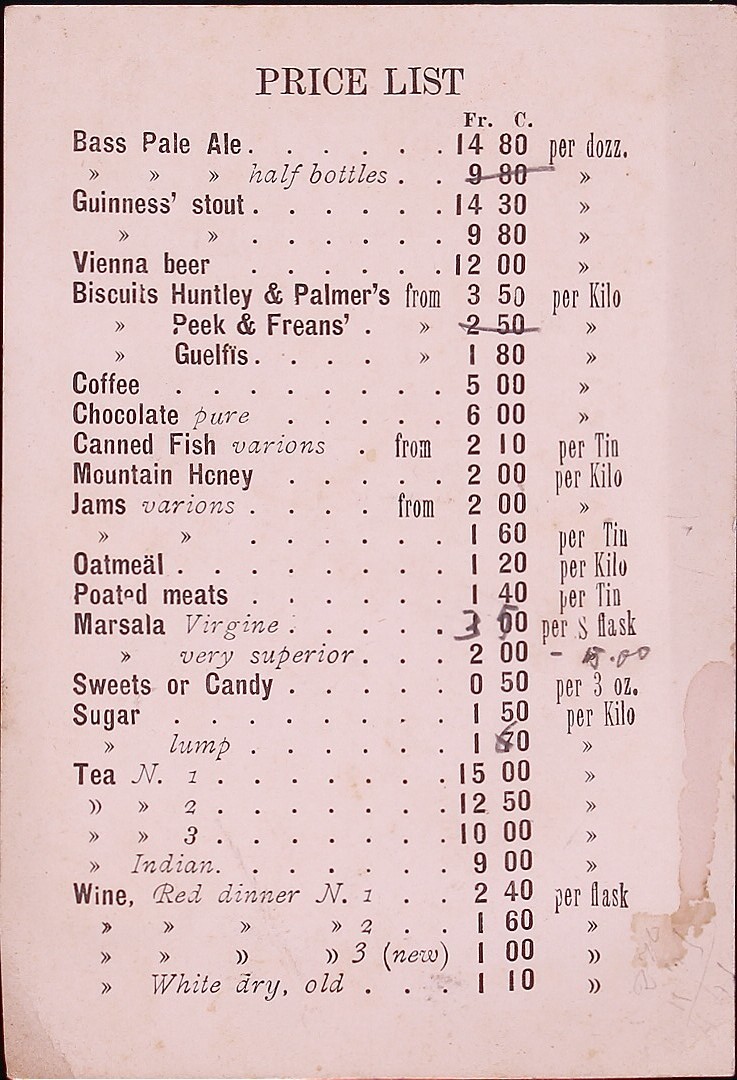 PRICE LIST
Fr. C.
Bass Pale Ale . . . . . . 14 80 per dozz.
» » » half bottles . . 9 80 »
Guinness' stout . . . . . . 14 30 »
» » . . . . . . 9 80 »
Vienna beer . . . . . . 12 00 »
Biscuits Huntley & Palmer's from 3 50 per Kilo
» Peek & Freans' . » 2 50 »
» Guelfis . . . . » 1 80 »
Coffee . . . . . . . . 5 00 »
Chocolate pure . . . . . 6 00 »
Canned Fish varions . from 2 10 per Tin
Mountain Hcney . . . . . 2 00 per Kilo
Jams varions . . . . from 2 00 »
» » . . . . . . 1 60 per Tin
Oatmeäl . . . . . . . . 1 20 per Kilo
Poated meats . . . . . . 1 40 per Tin
Marsala Virgine . . . . . 3 00 per S flask
» very superior . . . 2 00 -
Sweets or Candy . . . . . 0 50 per 3 oz.
Sugar . . . . . . . . 1 50 per Kilo
» lump . . . . . . 1 0 »
Tea N. 1 . . . . . . . 15 00 »
» » 2 . . . . . . . 12 50 »
» » 3 . . . . . . . 10 00 »
» Indian. . . . . . . 9 00 »
Wine, Red dinner N. 1 . . 2 40 per flask
» » » » 2 . . 1 60 »
» » » » 3 (new) 1 00 »
» White dry, old . . . 1 10 »